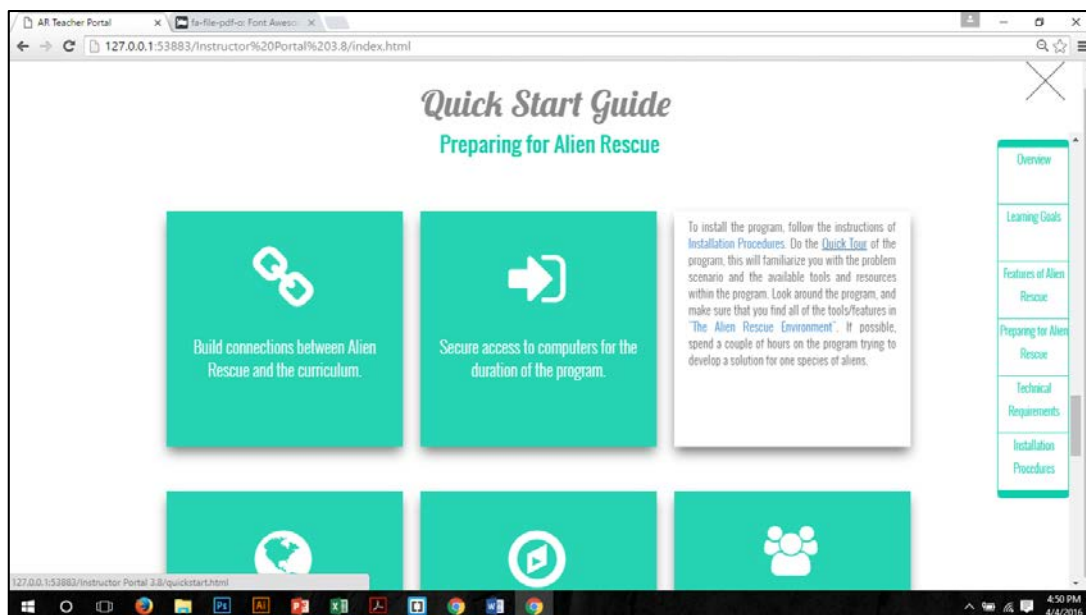 AR Teacher Portal
fa-file-pdf-o: Font Aweso
127.0.0.1:53883/Instructor%20Portal%203.8/index.html
Quick Start Guide
Preparing for Alien Rescue
Build connections between Alien
Rescue and the curriculum.
Secure access to computers for the
duration of the program.
To install the program, follow the instructions of
Installation Procedures. Do the Quick Tour of the
program, this will familiarize you with the problem
scenario and the available tools and resources
within the program. Look around the program, and
make sure that you find all of the tools/features in
"The Alien Rescue Environment". If possible,
spend a couple of hours on the program trying to
develop a solution for one species of aliens.
Overview
Learning Goals
Features of Alien
Rescue
Preparing for Alien
Rescue
Technical
Requirements
Installation
Procedures
127.0.0.1:53883/Instructor Portal 3.8/quickstart.html
Ps
Ai
4:50 PM
4/4/2016